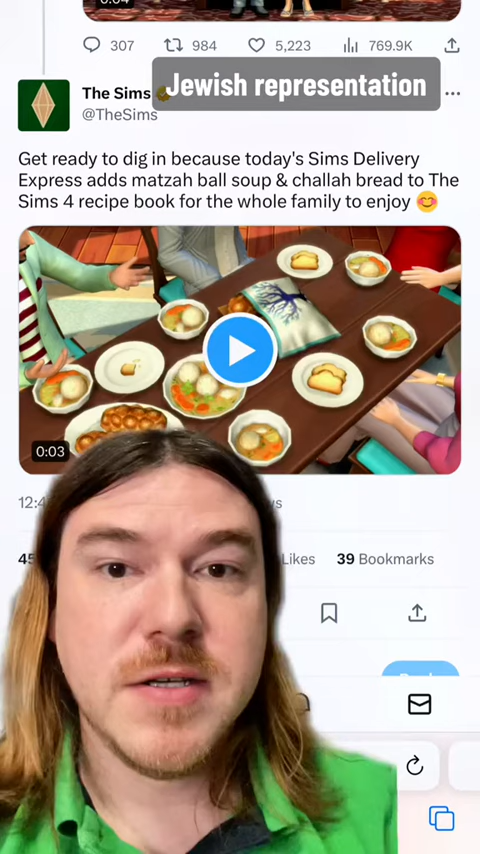 0:04
307 984 5,223 769.9K
Jewish representation
The Sims
@TheSims
Get ready to dig in because today's Sims Delivery
Express adds matzah ball soup & challah bread to The
Sims 4 recipe book for the whole family to enjoy 😊
0:03
Likes 39 Bookmarks